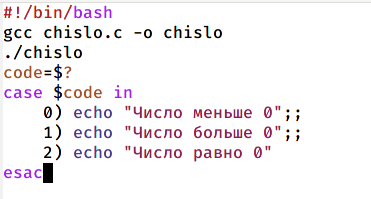 #!/bin/bash
gcc chislo.c -o chislo
./chislo
code=$?
case $code in
    0) echo "Число меньше 0";;
    1) echo "Число больше 0";;
    2) echo "Число равно 0"
esac